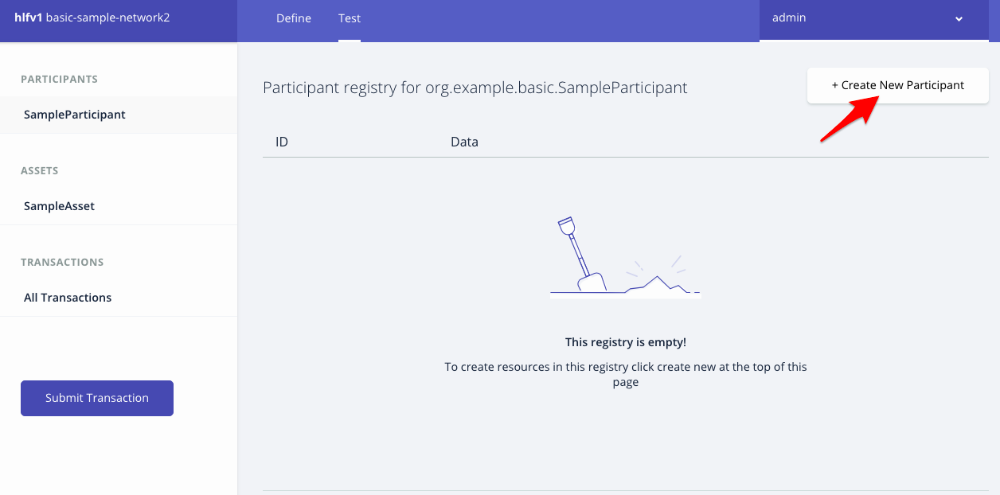 hlfv1 basic-sample-network2
Define
Test
admin
PARTICIPANTS
SampleParticipant
ASSETS
SampleAsset
TRANSACTIONS
All Transactions
Submit Transaction
Participant registry for org.example.basic.SampleParticipant
+ Create New Participant
ID
Data
This registry is empty!
To create resources in this registry click create new at the top of this
page